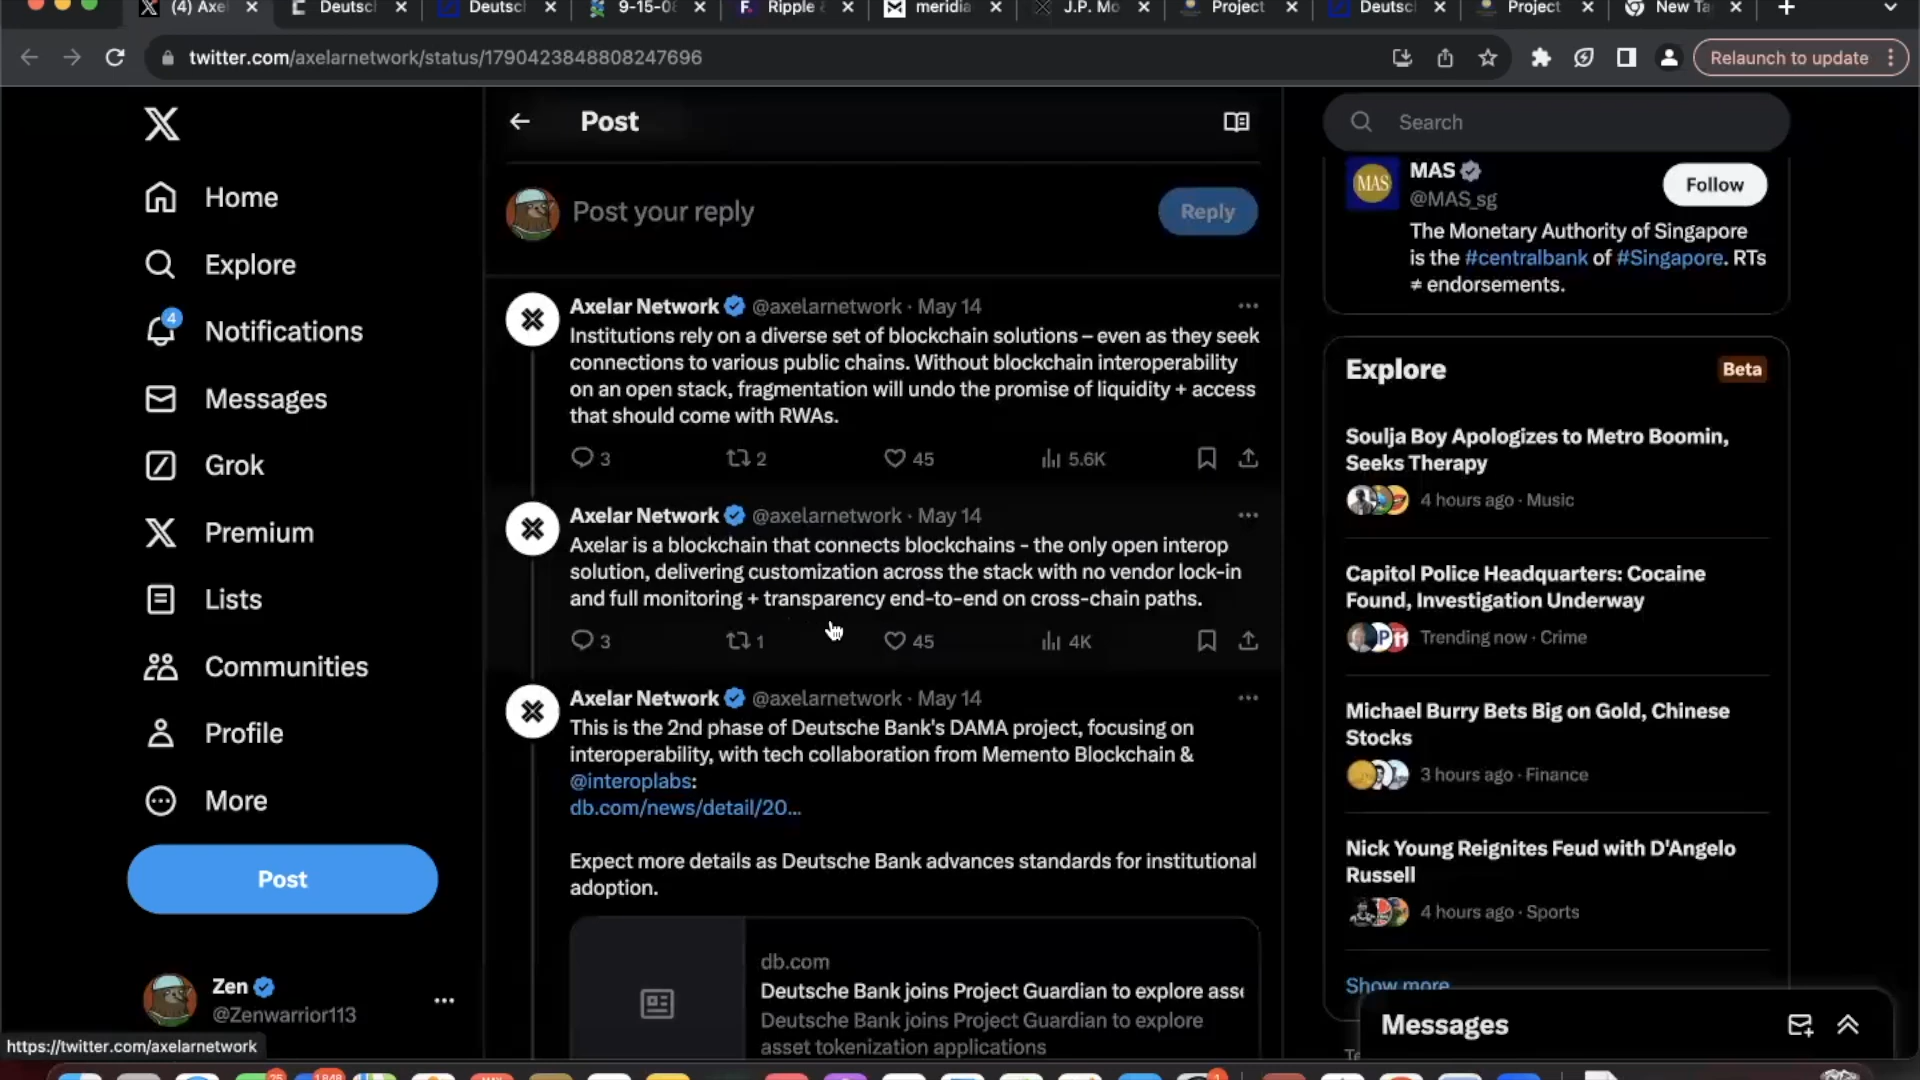 (4) Axel
Deutscl
Deutscl
9-15-08
Ripple &
meridia
J.P. Mo
Project
Deutscl
Project
New Ta
twitter.com/axelarnetwork/status/1790423848808247696
Relaunch to update
Home
Explore
4
Notifications
Messages
Grok
Premium
Lists
Communities
Profile
More
Post
Zen
@Zenwarrior113
https://twitter.com/axelarnetwork
Post
Post your reply
Reply
Axelar Network @axelarnetwork · May 14
Institutions rely on a diverse set of blockchain solutions – even as they seek
connections to various public chains. Without blockchain interoperability
on an open stack, fragmentation will undo the promise of liquidity + access
that should come with RWAs.
3 2 45 5.6K
Axelar Network @axelarnetwork · May 14
Axelar is a blockchain that connects blockchains - the only open interop
solution, delivering customization across the stack with no vendor lock-in
and full monitoring + transparency end-to-end on cross-chain paths.
3 1 45 4K
Axelar Network @axelarnetwork · May 14
This is the 2nd phase of Deutsche Bank's DAMA project, focusing on
interoperability, with tech collaboration from Memento Blockchain &
@interoplabs:
db.com/news/detail/20...
Expect more details as Deutsche Bank advances standards for institutional
adoption.
db.com
Deutsche Bank joins Project Guardian to explore asse
Deutsche Bank joins Project Guardian to explore
asset tokenization applications
Search
MAS
MAS
@MAS_sg
Follow
The Monetary Authority of Singapore
is the #centralbank of #Singapore. RTs
≠ endorsements.
Explore
Beta
Soulja Boy Apologizes to Metro Boomin,
Seeks Therapy
4 hours ago · Music
Capitol Police Headquarters: Cocaine
Found, Investigation Underway
Trending now · Crime
Michael Burry Bets Big on Gold, Chinese
Stocks
3 hours ago · Finance
Nick Young Reignites Feud with D'Angelo
Russell
4 hours ago · Sports
Show more
Messages